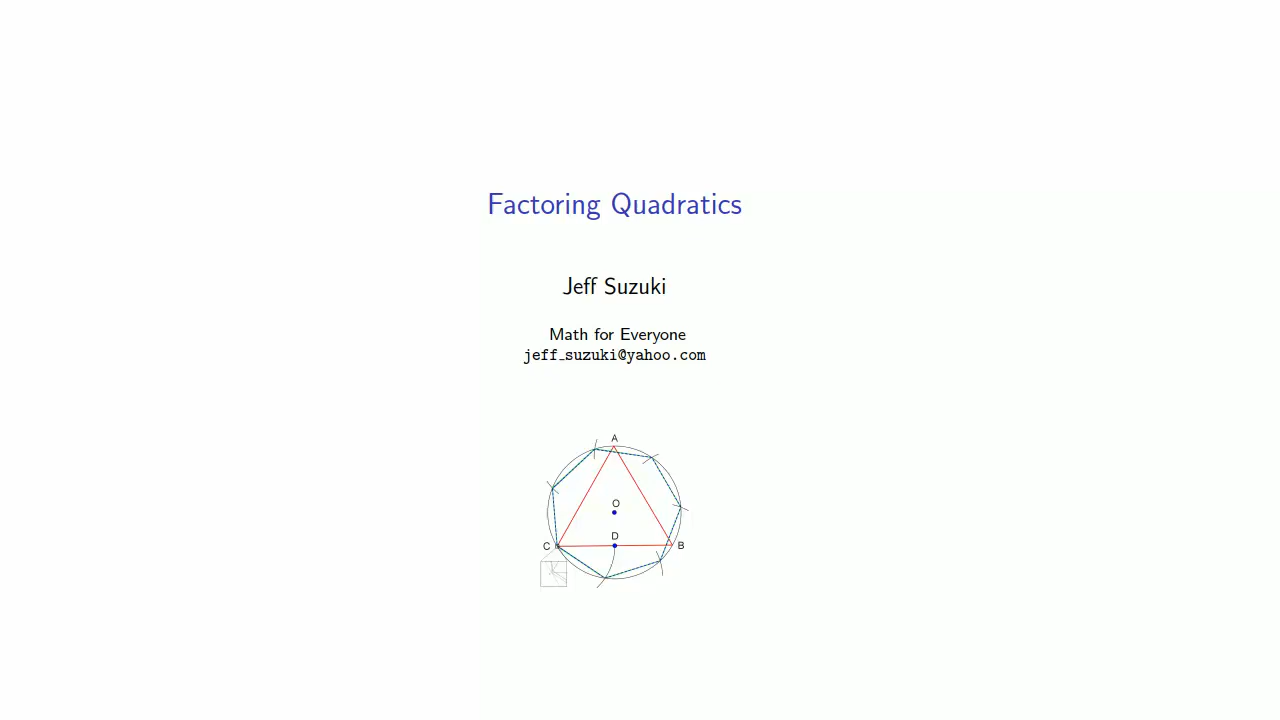 Factoring Quadratics
Jeff Suzuki
Math for Everyone
jeff_suzuki@yahoo.com
A
O
D
C
B